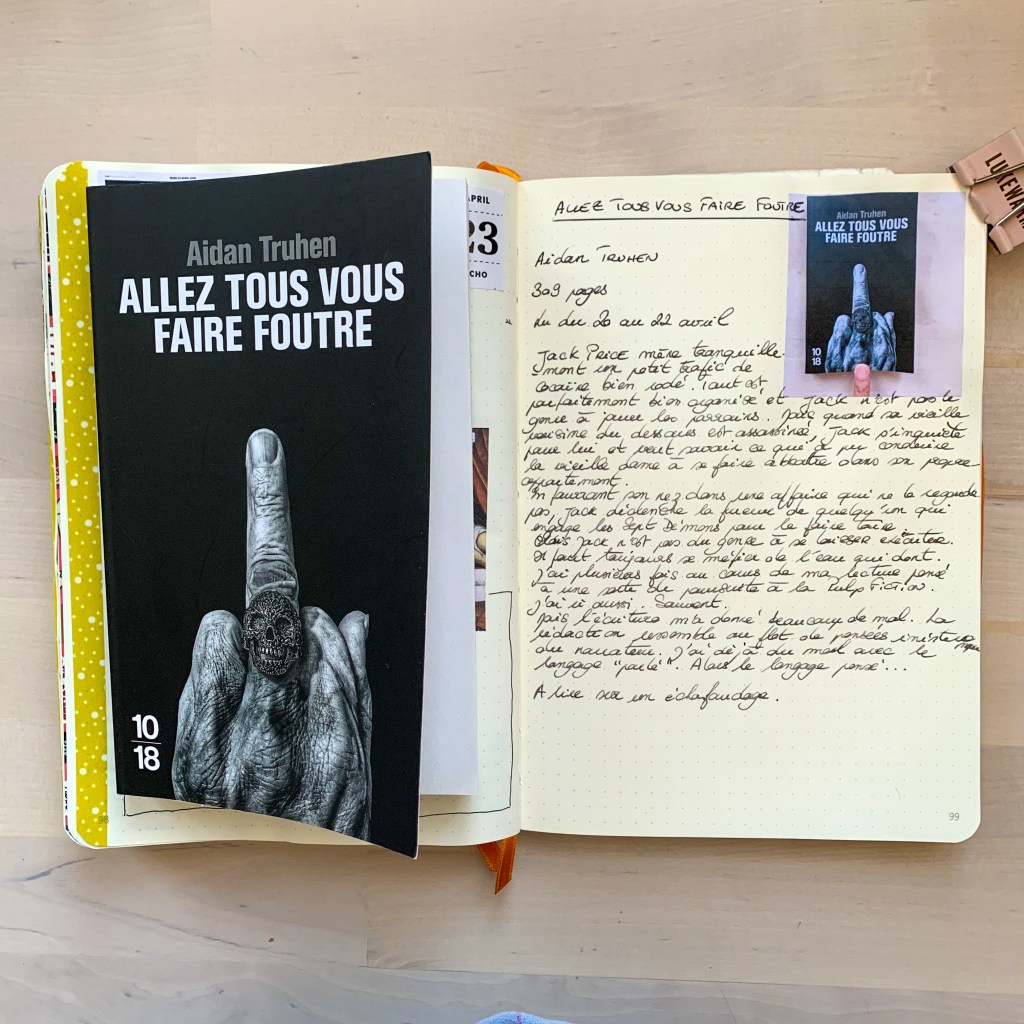 Aidan Truhen
ALLEZ TOUS VOUS
FAIRE FOUTRE
10
18
APRIL
23
CHO
98
ALLEZ TOUS VOUS FAIRE FOUTRE
Aidan TRUHEN
309 pages
Lu du 20 au 22 avril
Jack PRICE mène tranquille-
-ment un petit trafic de
cocaïne bien rodé. Tout est
parfaitement bien organisé et Jack n'est pas le
genre à faire les
quand sa vieille
voisine du dessous est assassinée, Jack s'inquiète
pour lui et veut savoir ce qui a pu conduire
la vieille dame à se faire abattre dans son propre
appartement.
En fourrant son nez dans une affaire qui ne le regarde
pas, Jack déclenche la fureur de quelqu'un qui
engage les Sept Démons pour le faire taire.
Mais Jack n'est pas du genre à se laisser exécuter.
Il faut toujours se méfier de l'eau qui dort.
J'ai plusieurs fois au cours de ma lecture pensé
à une sorte de poursuite à la Pulp Fiction.
J'ai ri aussi. Souvent.
Mais l'écriture m'a donné beaucoup de mal. La
rédaction ressemble au flot de pensées ininterrompu
du narrateur. J'ai déjà du mal avec le
langage "parlé". Alors le langage pensé...
A lire sur un échafaudage.
Aidan Truhen
ALLEZ TOUS VOUS
FAIRE FOUTRE
10
18
99